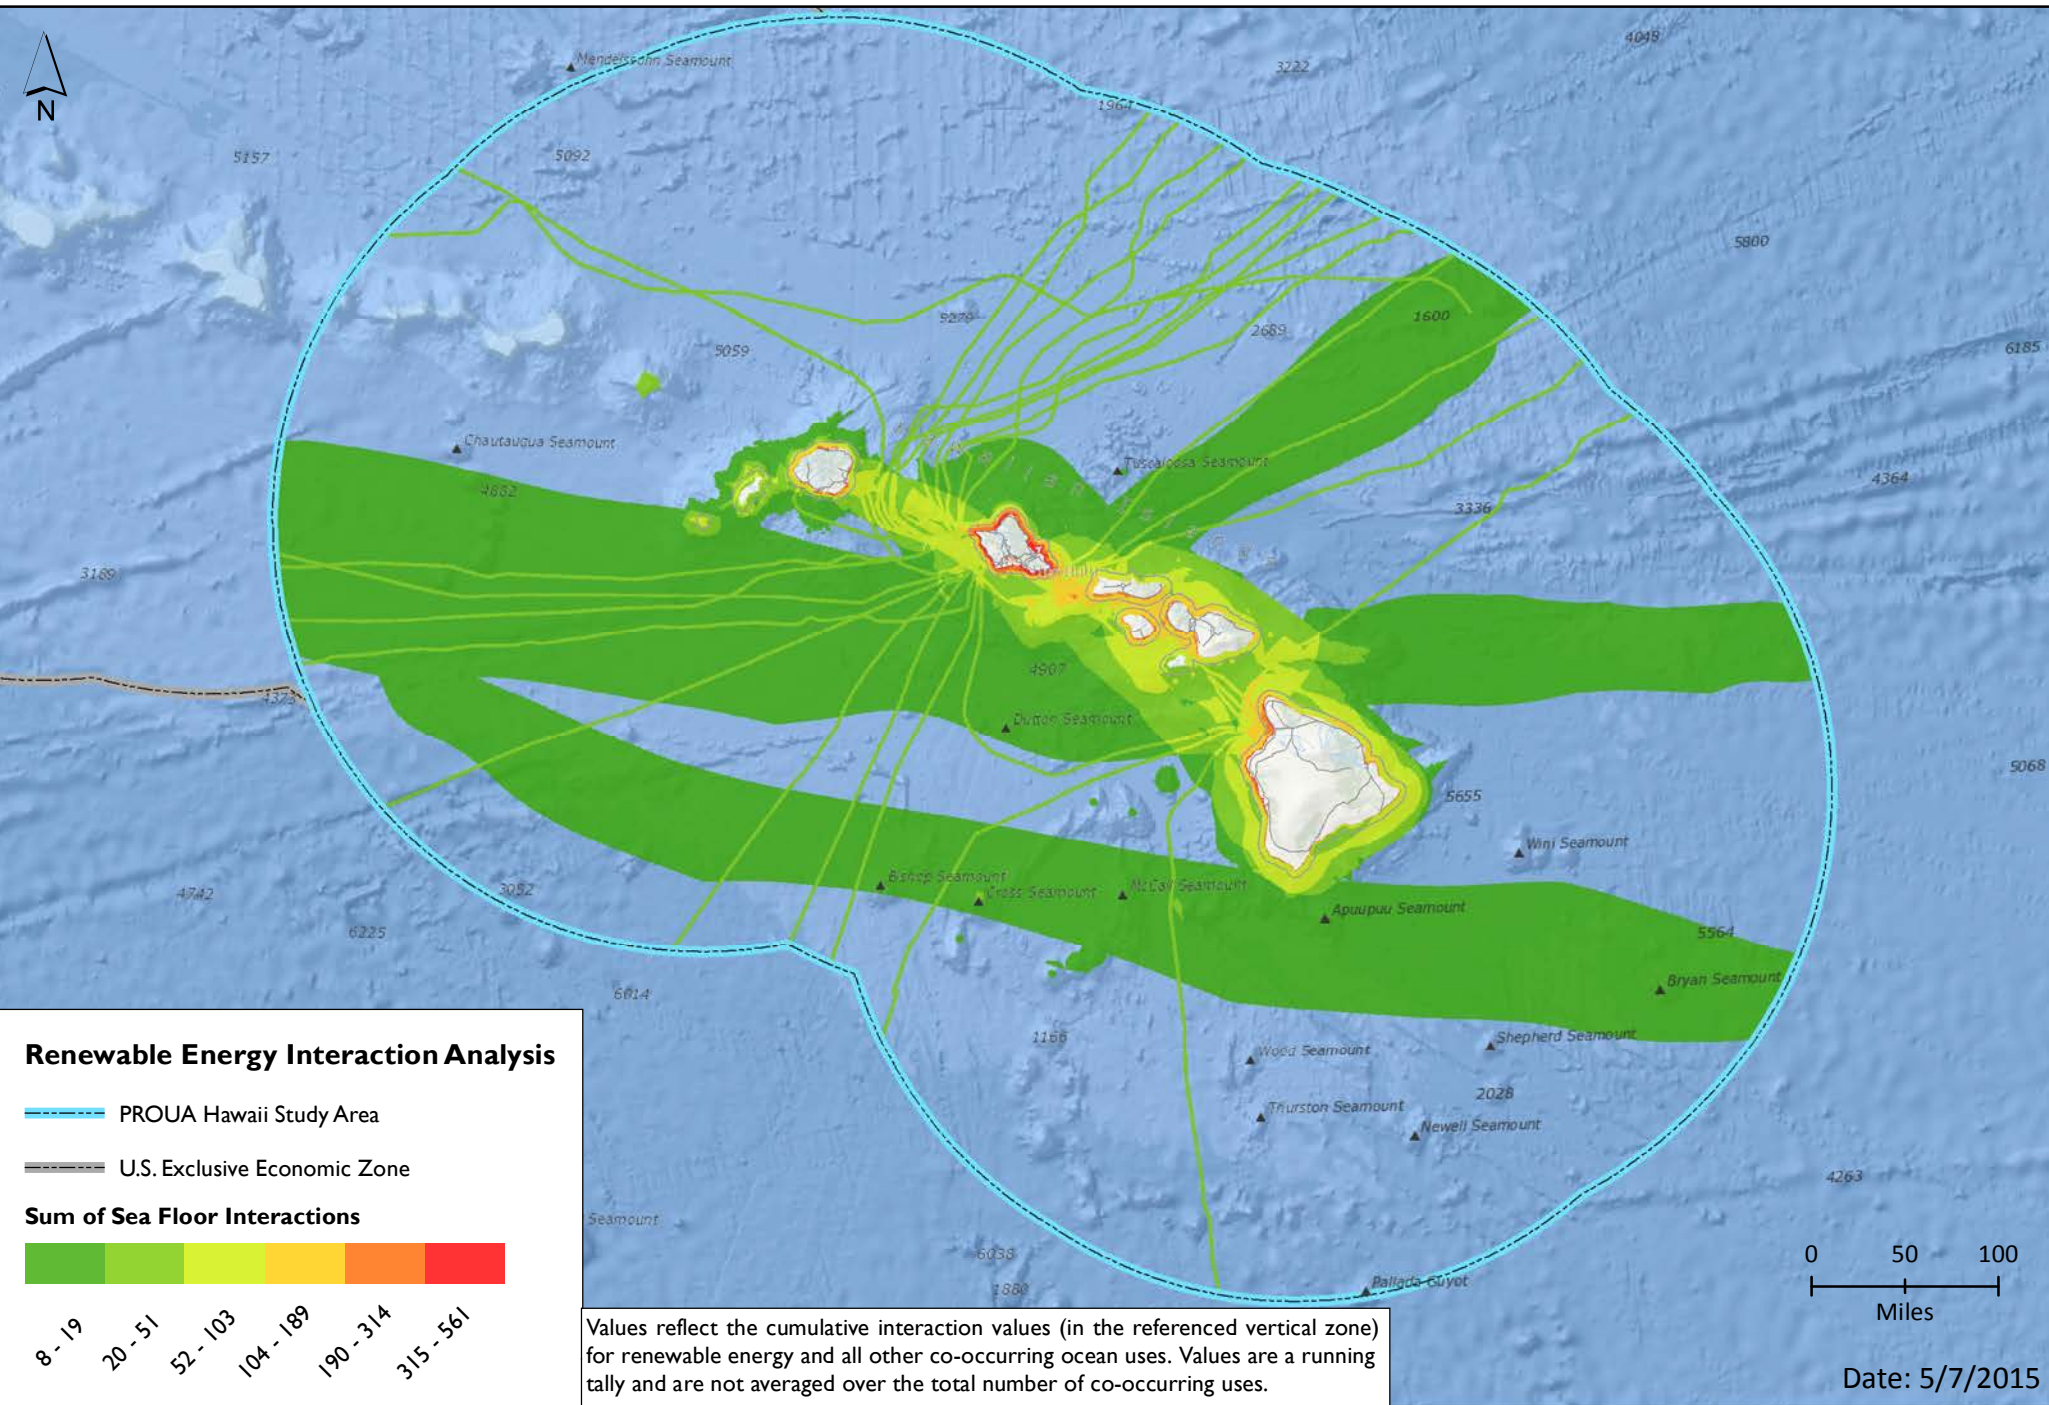 Mendelssohn Seamount
4048
3222
N
1964
5157
5092
5800
5279
2689
1600
6185
5059
Chautauqua Seamount
Tuscaloosa Seamount
4882
4364
3336
3189
4907
4373
Dutton Seamount
5068
5655
Wini Seamount
Bishop Seamount
McCall Seamount
4742
3052
Cross Seamount
Apuupuu Seamount
6225
5564
Bryan Seamount
6014
1166
Shepherd Seamount
Wood Seamount
2028
Thurston Seamount
Newell Seamount
4263
Seamount
6038
1880
Pallada Guyot
Renewable Energy Interaction Analysis
PROUA Hawaii Study Area
U.S. Exclusive Economic Zone
Sum of Sea Floor Interactions
8 - 19
20 - 51
52 - 103
104 - 189
190 - 314
315 - 561
Values reflect the cumulative interaction values (in the referenced vertical zone)
for renewable energy and all other co-occurring ocean uses. Values are a running
tally and are not averaged over the total number of co-occurring uses.
0 50 100
Miles
Date: 5/7/2015